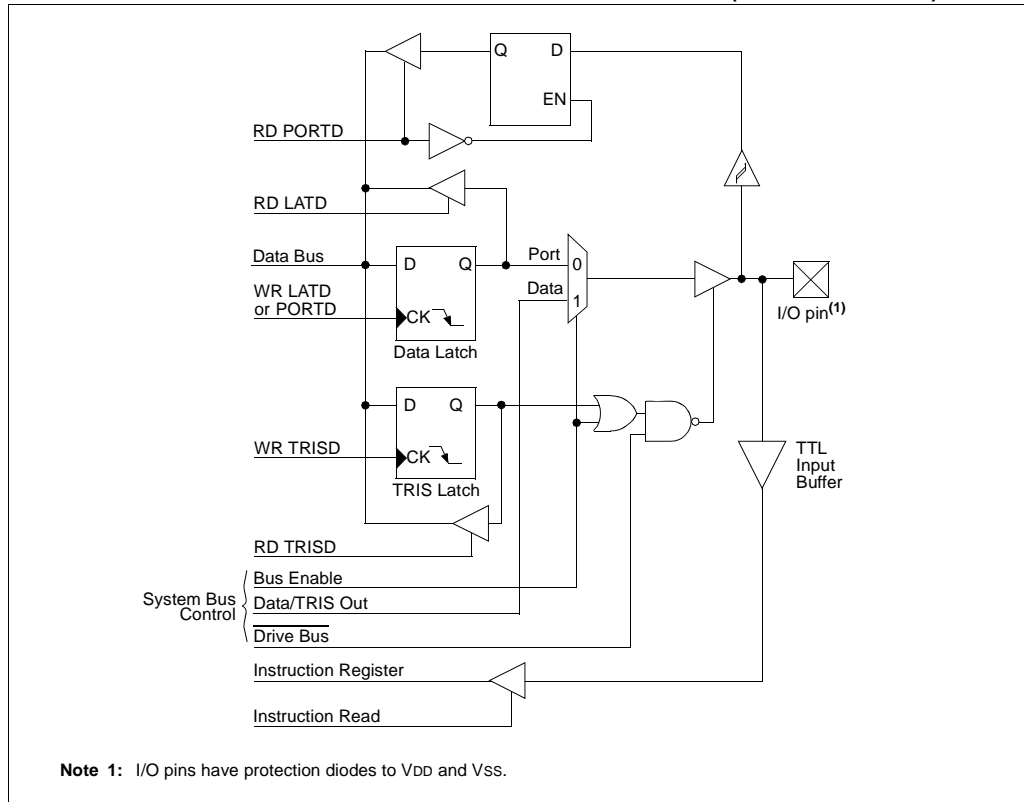 Q D
EN
RD PORTD
RD LATD
Data Bus
D Q
Port
0
Data
1
WR LATD
or PORTD
CK
Data Latch
I/O pin(1)
D Q
WR TRISD
CK
TRIS Latch
TTL
Input
Buffer
RD TRISD
System Bus
Control
Bus Enable
Data/TRIS Out
Drive Bus
Instruction Register
Instruction Read
Note 1: I/O pins have protection diodes to VDD and VSS.